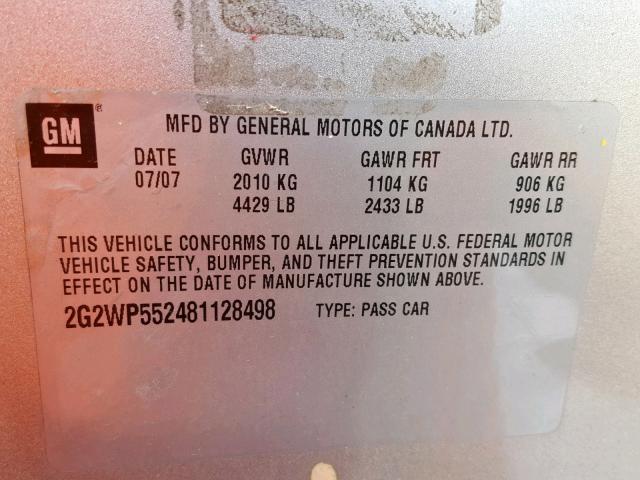 GM ®
MFD BY GENERAL MOTORS OF CANADA LTD.
DATE GVWR GAWR FRT GAWR RR
07/07 2010 KG 1104 KG 906 KG
4429 LB 2433 LB 1996 LB
THIS VEHICLE CONFORMS TO ALL APPLICABLE U.S. FEDERAL MOTOR
VEHICLE SAFETY, BUMPER, AND THEFT PREVENTION STANDARDS IN
EFFECT ON THE DATE OF MANUFACTURE SHOWN ABOVE.
2G2WP552481128498 TYPE: PASS CAR